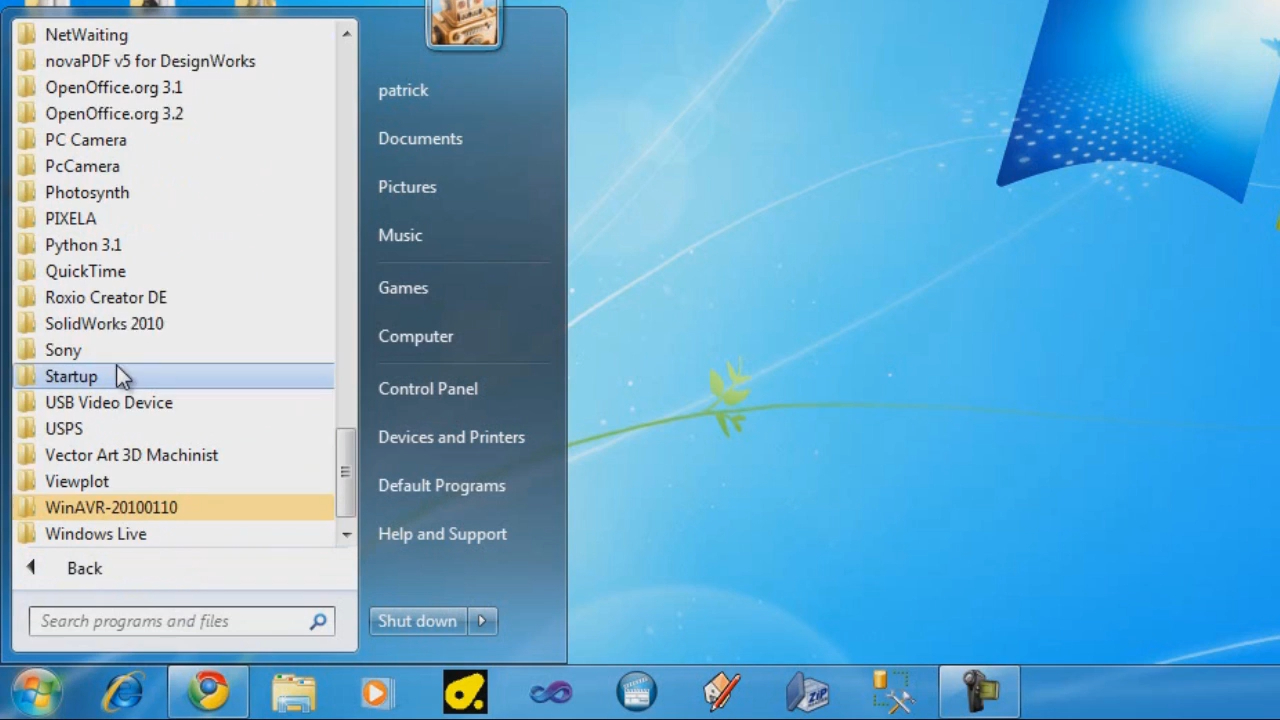 NetWaiting
novaPDF v5 for DesignWorks
OpenOffice.org 3.1
OpenOffice.org 3.2
PC Camera
PcCamera
Photosynth
PIXELA
Python 3.1
QuickTime
Roxio Creator DE
SolidWorks 2010
Sony
Startup
USB Video Device
USPS
Vector Art 3D Machinist
Viewplot
WinAVR-20100110
Windows Live
Back
Search programs and files
patrick
Documents
Pictures
Music
Games
Computer
Control Panel
Devices and Printers
Default Programs
Help and Support
Shut down
ZIP